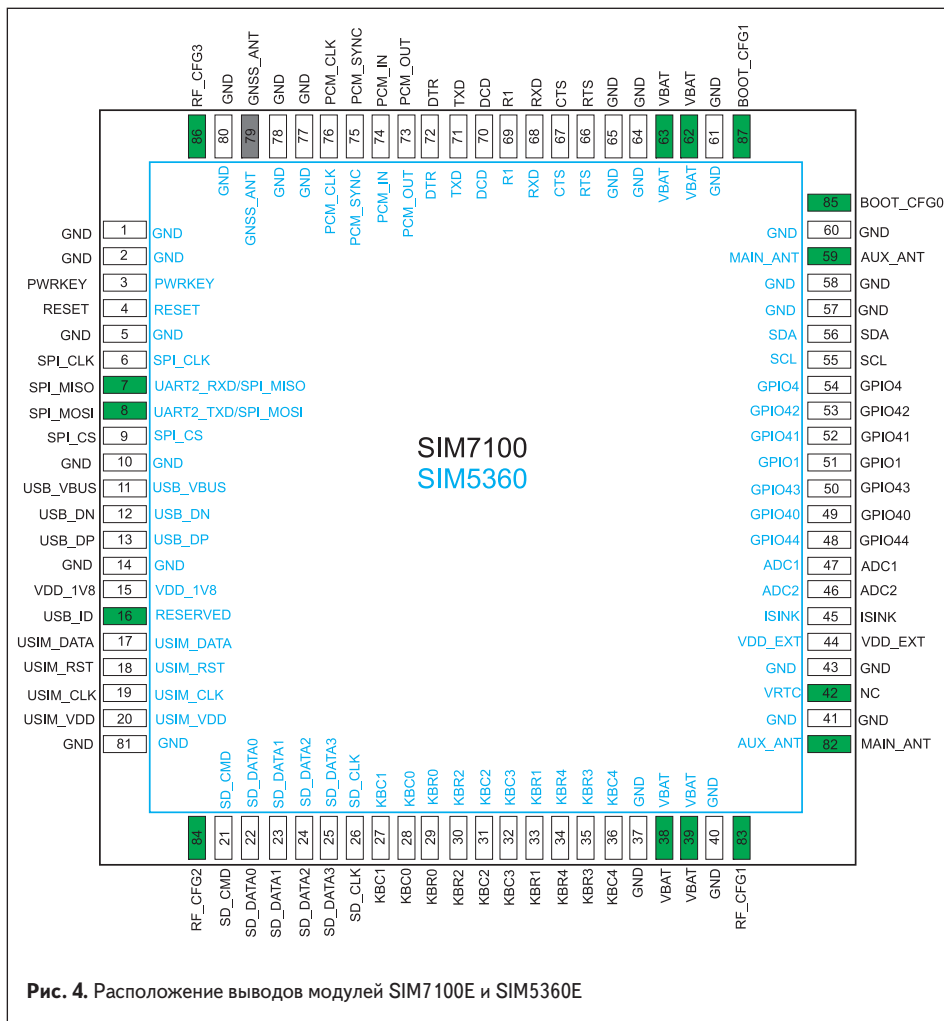 RF_CFG3 GND GNSS_ANT GND GND PCM_CLK PCM_SYNC PCM_IN PCM_OUT DTR TXD DCD R1 RXD CTS RTS GND GND VBAT VBAT GND BOOT_CFG1
86 80 79 78 77 76 75 74 73 72 71 70 69 68 67 66 65 64 63 62 61 87
GND GNSS_ANT GND GND PCM_CLK PCM_SYNC PCM_IN PCM_OUT DTR TXD DCD R1 RXD CTS RTS GND GND VBAT VBAT GND
85 BOOT_CFG0
GND 1 GND
GND 60 GND
GND 2 GND
MAIN_ANT 59 AUX_ANT
PWRKEY 3 PWRKEY
GND 58 GND
RESET 4 RESET
GND 57 GND
GND 5 GND
SDA 56 SDA
SPI_CLK 6 SPI_CLK
SCL 55 SCL
SPI_MISO 7 UART2_RXD/SPI_MISO
GPIO4 54 GPIO4
SPI_MOSI 8 UART2_TXD/SPI_MOSI
GPIO42 53 GPIO42
SPI_CS 9 SPI_CS
GPIO41 52 GPIO41
SIM7100
GND 10 GND
GPIO1 51 GPIO1
SIM5360
USB_VBUS 11 USB_VBUS
GPIO43 50 GPIO43
USB_DN 12 USB_DN
GPIO40 49 GPIO40
USB_DP 13 USB_DP
GPIO44 48 GPIO44
GND 14 GND
ADC1 47 ADC1
VDD_1V8 15 VDD_1V8
ADC2 46 ADC2
USB_ID 16 RESERVED
ISINK 45 ISINK
USIM_DATA 17 USIM_DATA
VDD_EXT 44 VDD_EXT
USIM_RST 18 USIM_RST
GND 43 GND
USIM_CLK 19 USIM_CLK
VRTC 42 NC
USIM_VDD 20 USIM_VDD
GND 41 GND
GND 81 GND
AUX_ANT 82 MAIN_ANT
SD_CMD SD_DATA0 SD_DATA1 SD_DATA2 SD_DATA3 SD_CLK KBC1 KBC0 KBR0 KBR2 KBC2 KBC3 KBR1 KBR4 KBR3 KBC4 GND VBAT VBAT GND
84 21 22 23 24 25 26 27 28 29 30 31 32 33 34 35 36 37 38 39 40 83
RF_CFG2 SD_CMD SD_DATA0 SD_DATA1 SD_DATA2 SD_DATA3 SD_CLK KBC1 KBC0 KBR0 KBR2 KBC2 KBC3 KBR1 KBR4 KBR3 KBC4 GND VBAT VBAT GND RF_CFG1
Рис. 4. Расположение выводов модулей SIM7100E и SIM5360E